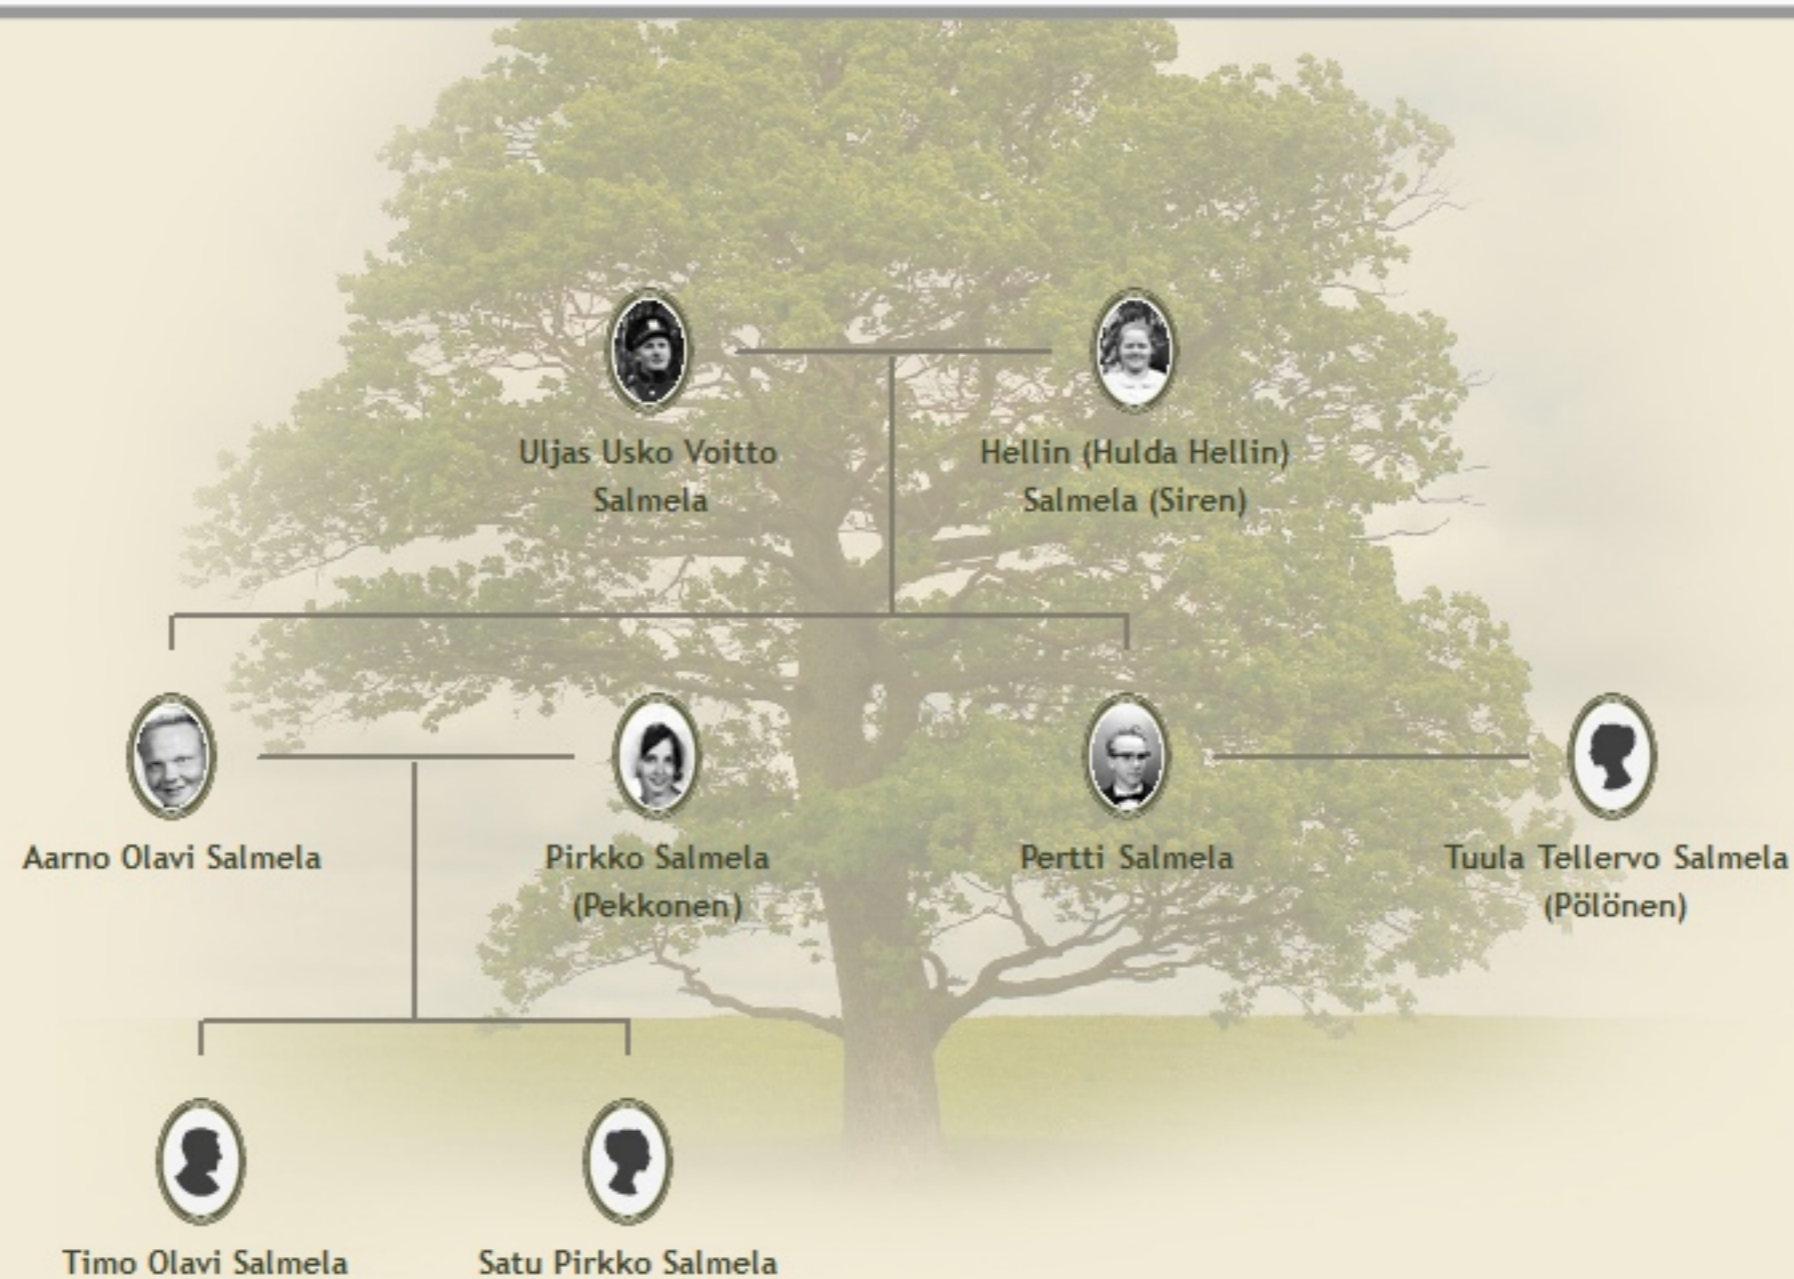 Uljas Usko Voitto
Salmela
Hellin (Hulda Hellin)
Salmela (Siren)
Aarno Olavi Salmela
Pirkko Salmela
(Pekkonen)
Pertti Salmela
Tuula Tellervo Salmela
(Pölönen)
Timo Olavi Salmela
Satu Pirkko Salmela